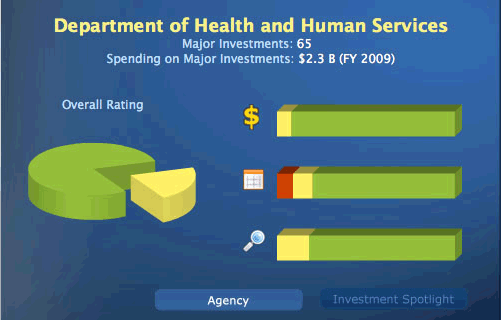 Department of Health and Human Services
Major Investments: 65
Spending on Major Investments: $2.3 B (FY 2009)
Overall Rating
$
Agency
Investment Spotlight